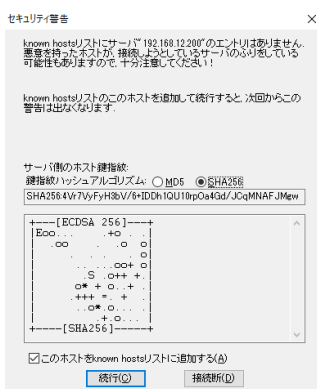 セキュリティ警告
known hostsリストにサーバ"192.168.12.200"のエントリはありません.
悪意を持ったホストが、接続しようとしているサーバのふりをしている
可能性もありますので、十分注意してください！
known hostsリストのこのホストを追加して続行すると、次回からこの
警告は出なくなります.
サーバ側のホスト鍵指紋:
鍵指紋ハッシュアルゴリズム: MD5 SHA256
SHA256:4Vr7VyFyH3bV//6+IDDh1QU10rpOa4Gd/JCqMNAFJMgw
+---[ECDSA 256]---+
|Eoo... .+o . .|
| .oo . .o o|
| . . . . o|
| .. ...oo+ o|
| .S .o++ +.|
| o* + o..+ .|
| .+++ =. + .|
| ..o*.o... .|
| .+.o... |
+----[SHA256]-----+
このホストをknown hostsリストに追加する(A)
続行(C) 接続断(D)